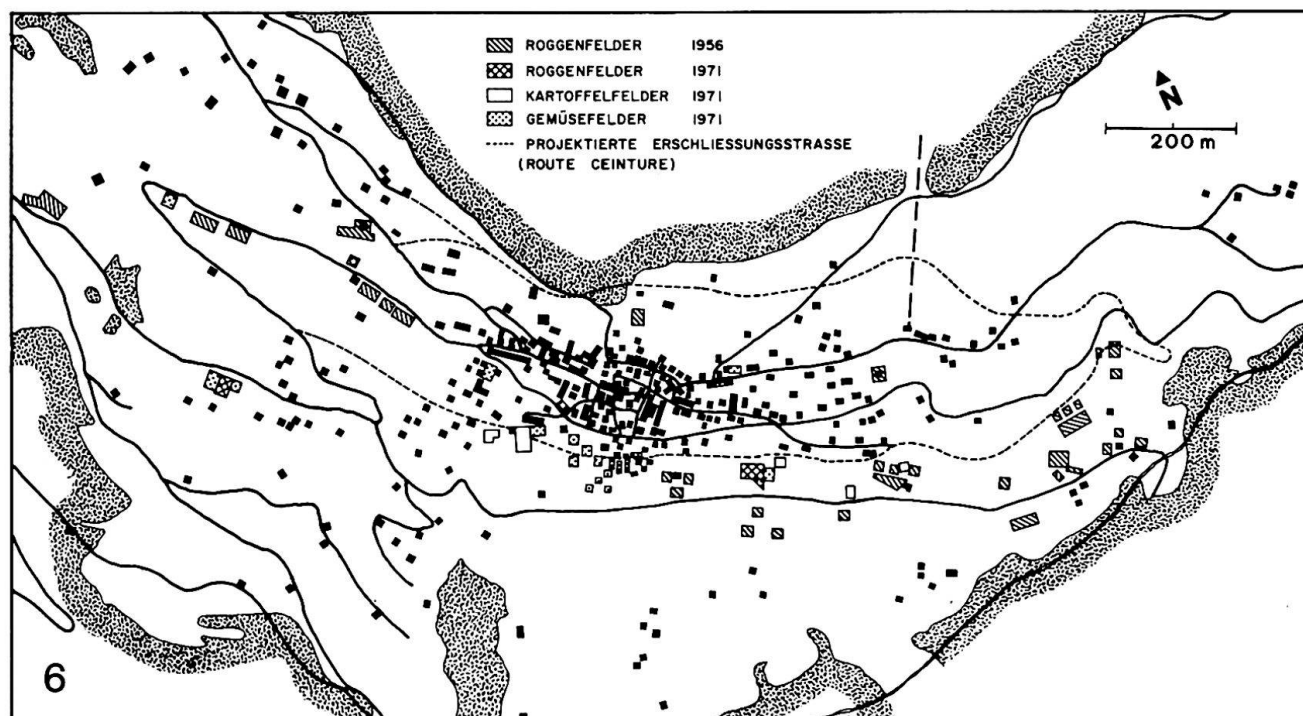 ROGGENFELDER 1956
ROGGENFELDER 1971
KARTOFFELFELDER 1971
GEMÜSEFELDER 1971
PROJEKTIERTE ERSCHLIESSUNGSSTRASSE
(ROUTE CEINTURE)
N
200 m
6